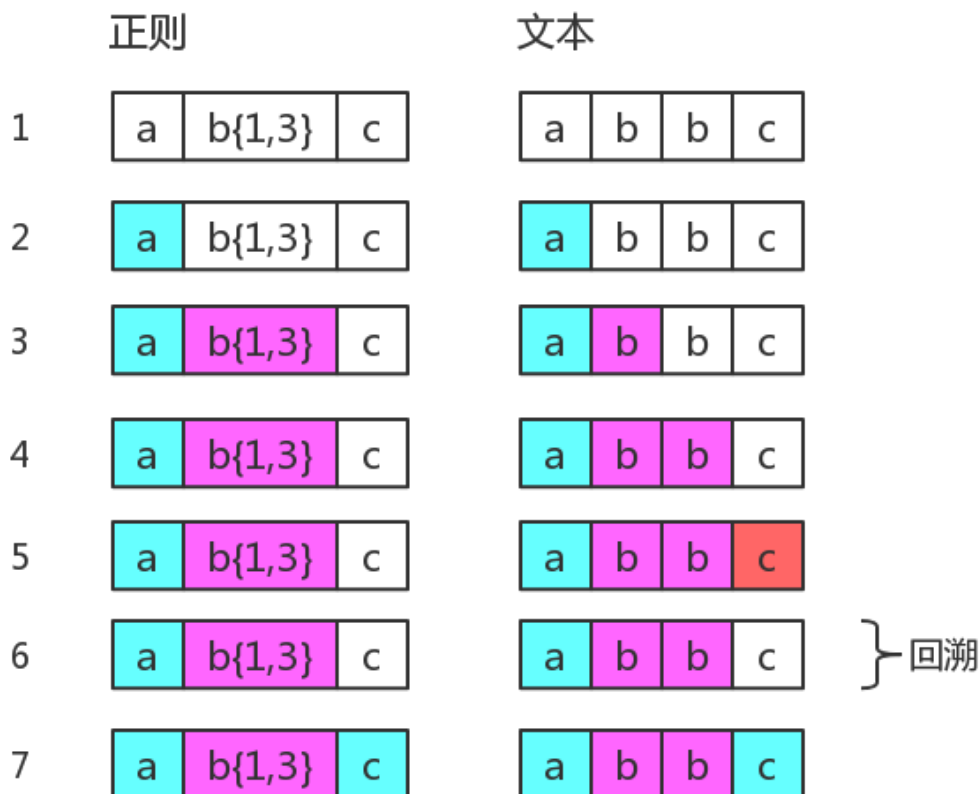 正则 文本
1 a b{1,3} c a b b c
2 a b{1,3} c a b b c
3 a b{1,3} c a b b c
4 a b{1,3} c a b b c
5 a b{1,3} c a b b c
6 a b{1,3} c a b b c 回溯
7 a b{1,3} c a b b c